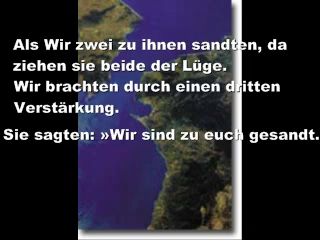 Als Wir zwei zu ihnen sandten, da
ziehen sie beide der Lüge.
Wir brachten durch einen dritten
Verstärkung.
Sie sagten: »Wir sind zu euch gesandt.